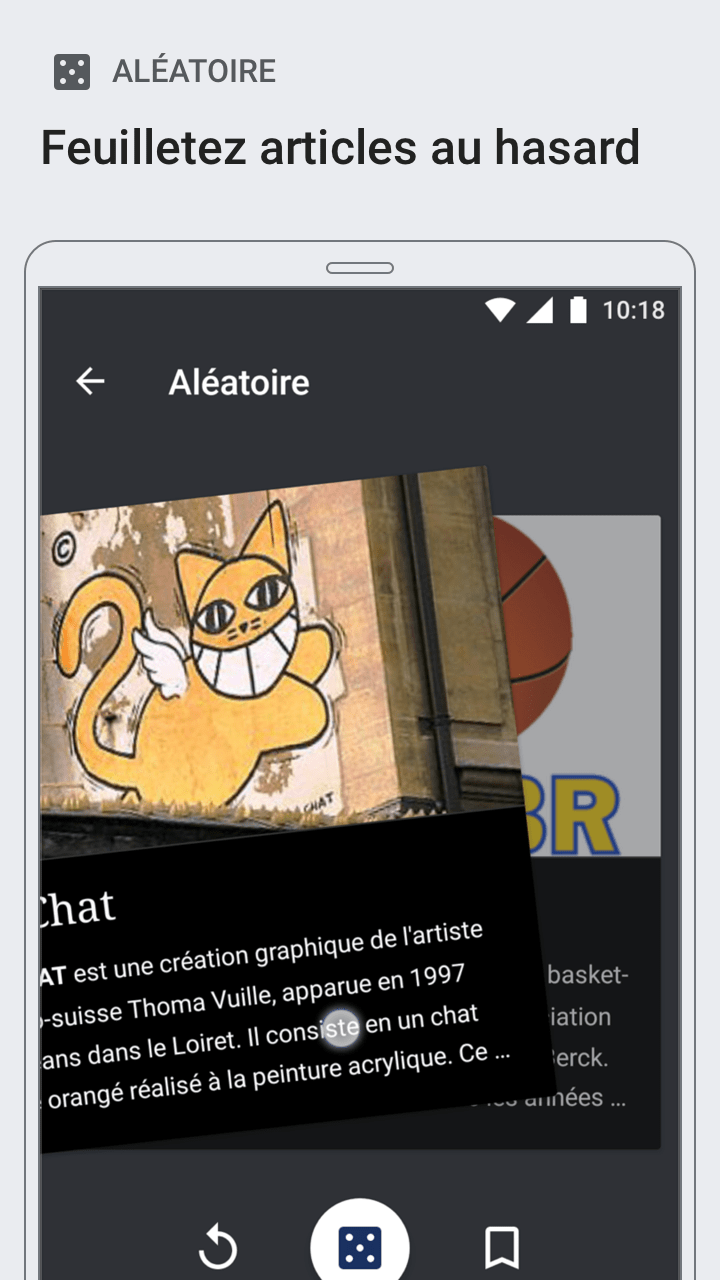 ALÉATOIRE
Feuilletez articles au hasard
10:18
Aléatoire
©
CHAT
BR
Chat
AT est une création graphique de l'artiste
-suisse Thoma Vuille, apparue en 1997
ans dans le Loiret. Il consiste en un chat
orangé réalisé à la peinture acrylique. Ce ...
basket-
iation
Berck.
les années ...